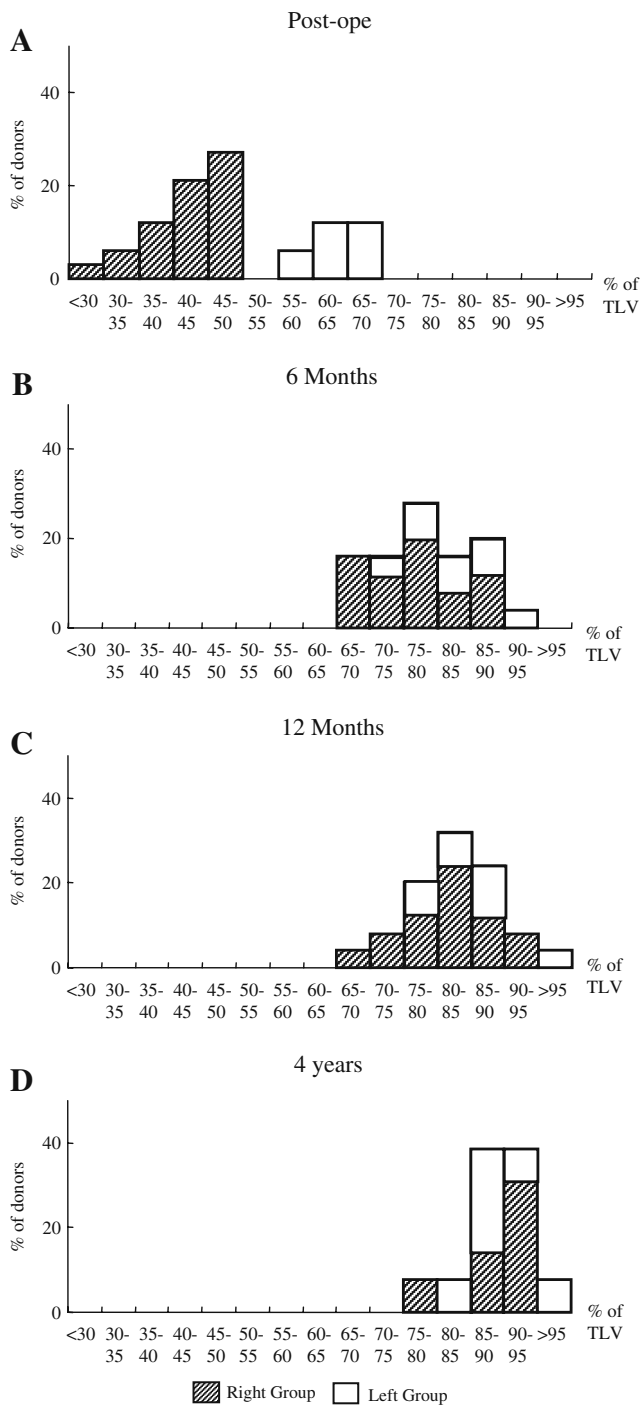 A
Post-ope
% of donors
40
20
0
<30 30- 35- 40- 45- 50- 55- 60- 65- 70- 75- 80- 85- 90- >95 % of
35 40 45 50 55 60 65 70 75 80 85 90 95 TLV
B
6 Months
% of donors
40
20
0
<30 30- 35- 40- 45- 50- 55- 60- 65- 70- 75- 80- 85- 90- >95 % of
35 40 45 50 55 60 65 70 75 80 85 90 95 TLV
C
12 Months
% of donors
40
20
0
<30 30- 35- 40- 45- 50- 55- 60- 65- 70- 75- 80- 85- 90- >95 % of
35 40 45 50 55 60 65 70 75 80 85 90 95 TLV
D
4 years
% of donors
40
20
0
<30 30- 35- 40- 45- 50- 55- 60- 65- 70- 75- 80- 85- 90- >95 % of
35 40 45 50 55 60 65 70 75 80 85 90 95 TLV
Right Group Left Group